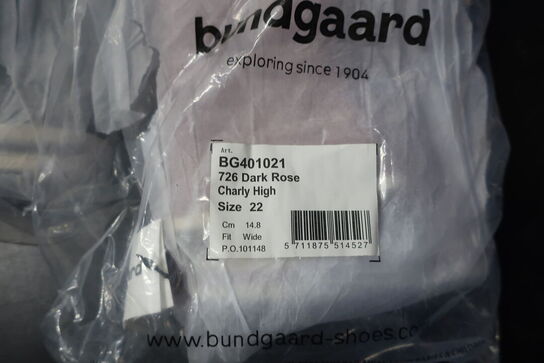 bundgaard
exploring since 1904
Art.
BG401021
726 Dark Rose
Charly High
Size 22
Cm 14.8
Fit Wide
P.O.101148
5 711875 514527
www.bundgaard-shoes.co